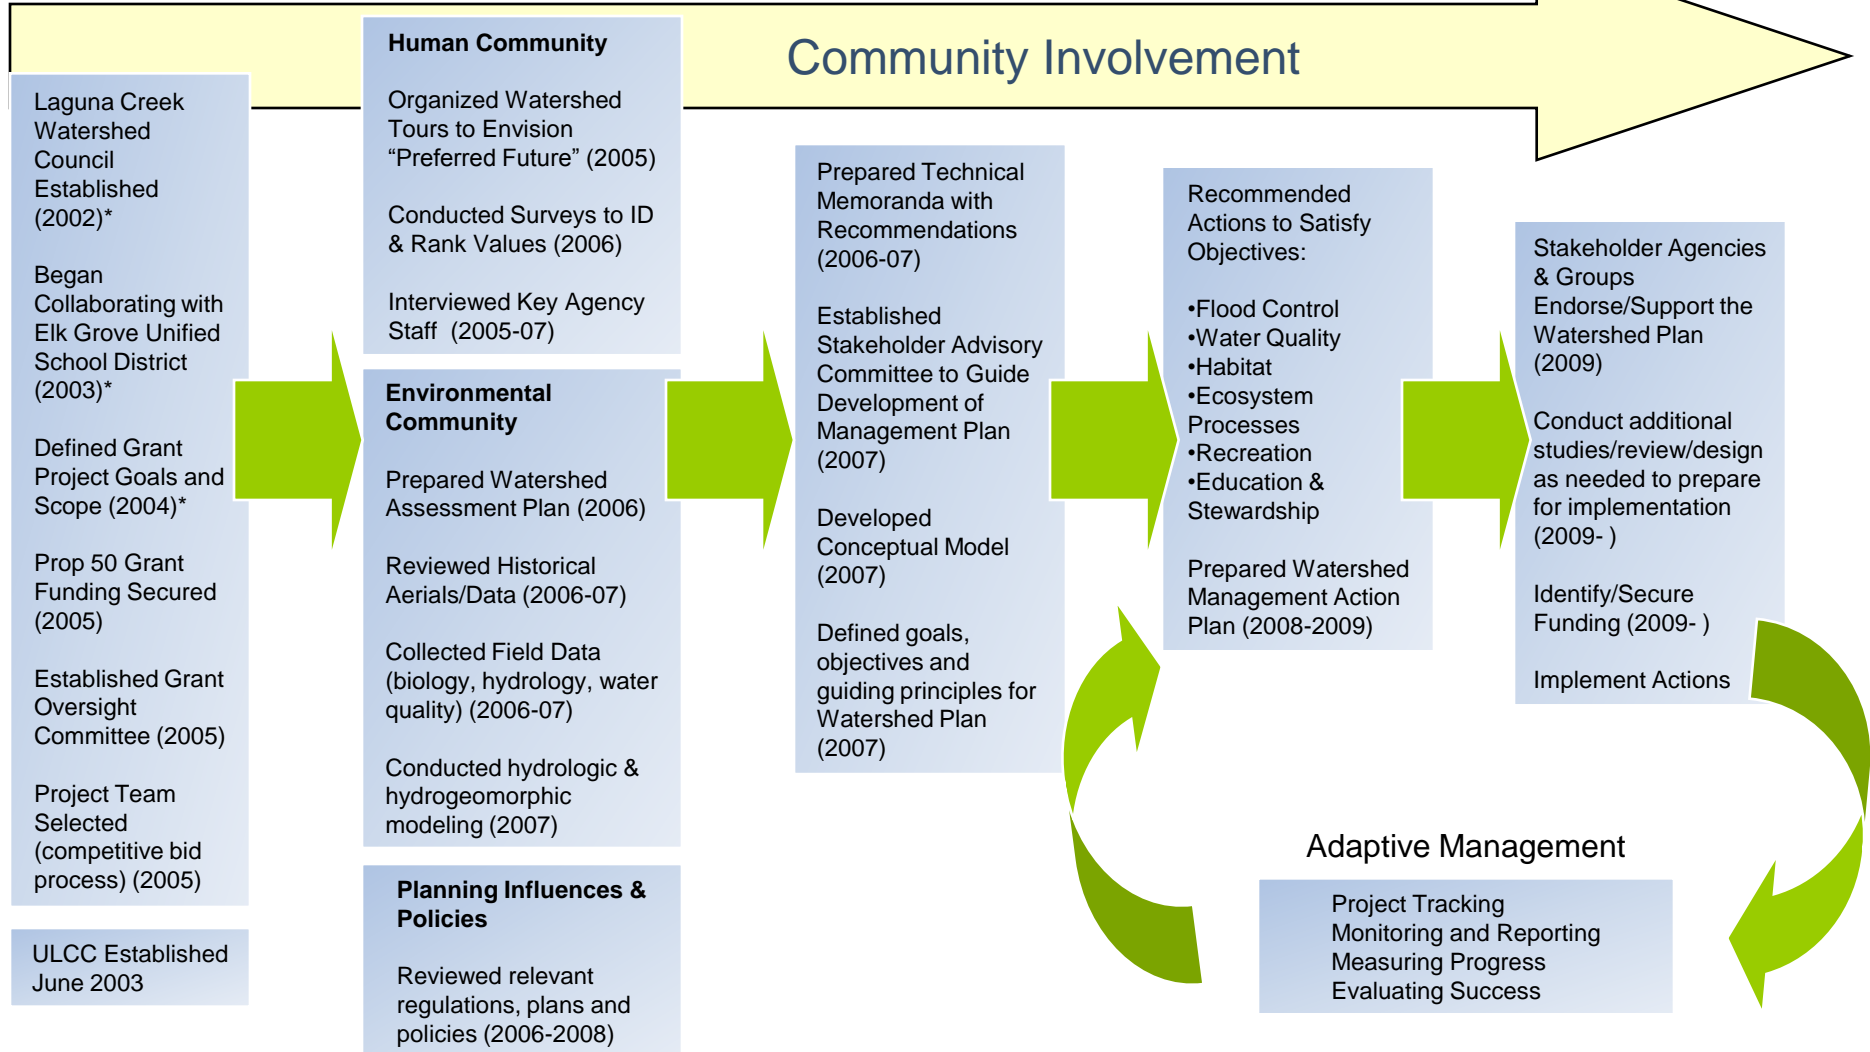 Community Involvement
Laguna Creek
Watershed
Council
Established
(2002)*
Began
Collaborating with
Elk Grove Unified
School District
(2003)*
Defined Grant
Project Goals and
Scope (2004)*
Prop 50 Grant
Funding Secured
(2005)
Established Grant
Oversight
Committee (2005)
Project Team
Selected
(competitive bid
process) (2005)
ULCC Established
June 2003
Human Community
Organized Watershed
Tours to Envision
“Preferred Future” (2005)
Conducted Surveys to ID
& Rank Values (2006)
Interviewed Key Agency
Staff  (2005-07)
Environmental
Community
Prepared Watershed
Assessment Plan (2006)
Reviewed Historical
Aerials/Data (2006-07)
Collected Field Data
(biology, hydrology, water
quality) (2006-07)
Conducted hydrologic &
hydrogeomorphic
modeling (2007)
Planning Influences &
Policies
Reviewed relevant
regulations, plans and
policies (2006-2008)
Prepared Technical
Memoranda with
Recommendations
(2006-07)
Established
Stakeholder Advisory
Committee to Guide
Development of
Management Plan
(2007)
Developed
Conceptual Model
(2007)
Defined goals,
objectives and
guiding principles for
Watershed Plan
(2007)
Recommended
Actions to Satisfy
Objectives:
•Flood Control
•Water Quality
•Habitat
•Ecosystem
Processes
•Recreation
•Education &
Stewardship
Prepared Watershed
Management Action
Plan (2008-2009)
Stakeholder Agencies
& Groups
Endorse/Support the
Watershed Plan
(2009)
Conduct additional
studies/review/design
as needed to prepare
for implementation
(2009- )
Identify/Secure
Funding (2009- )
Implement Actions
Adaptive Management
Project Tracking
Monitoring and Reporting
Measuring Progress
Evaluating Success